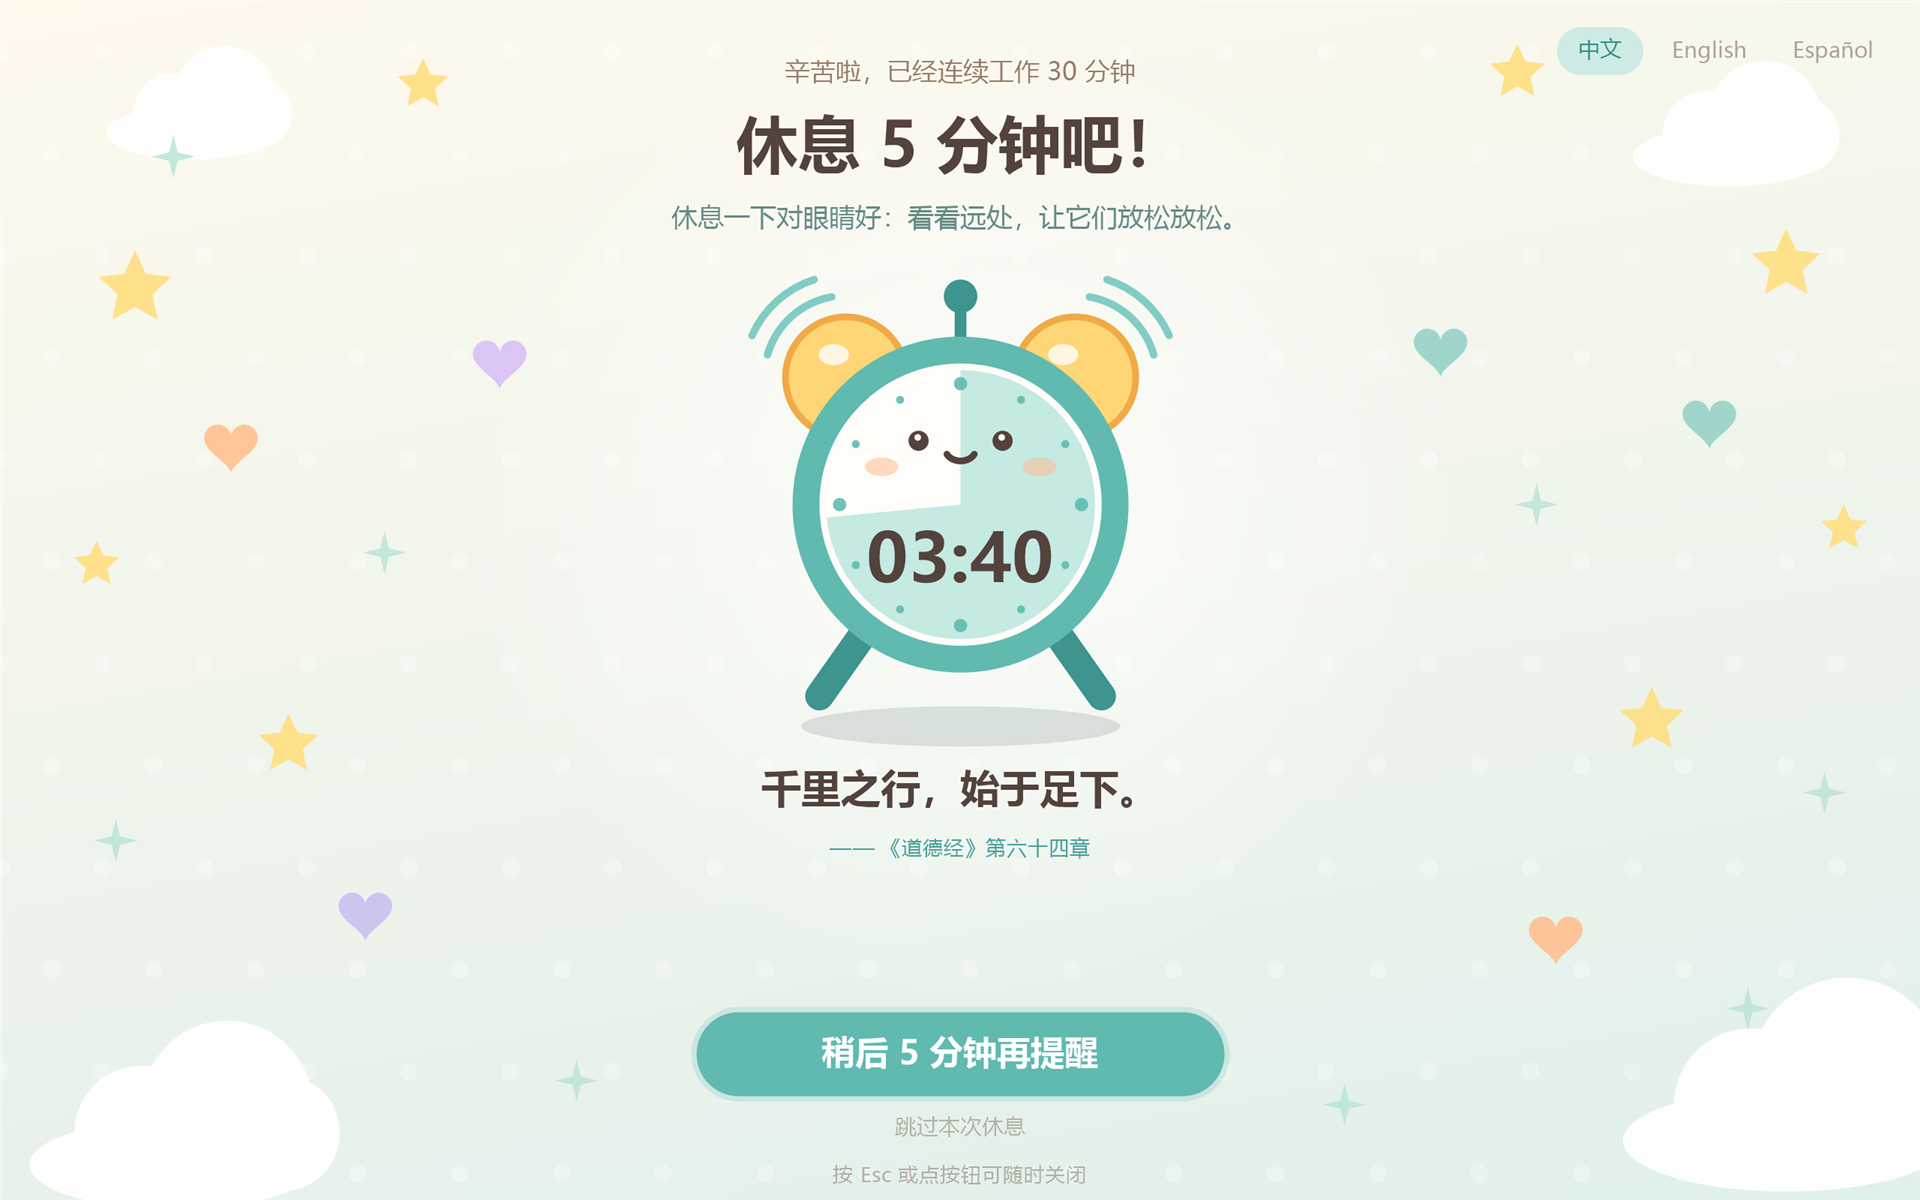 中文 English Español
辛苦啦，已经连续工作 30 分钟
休息 5 分钟吧！
休息一下对眼睛好：看看远处，让它们放松放松。
03:40
千里之行，始于足下。
—— 《道德经》第六十四章
稍后 5 分钟再提醒
跳过本次休息
按 Esc 或点按钮可随时关闭